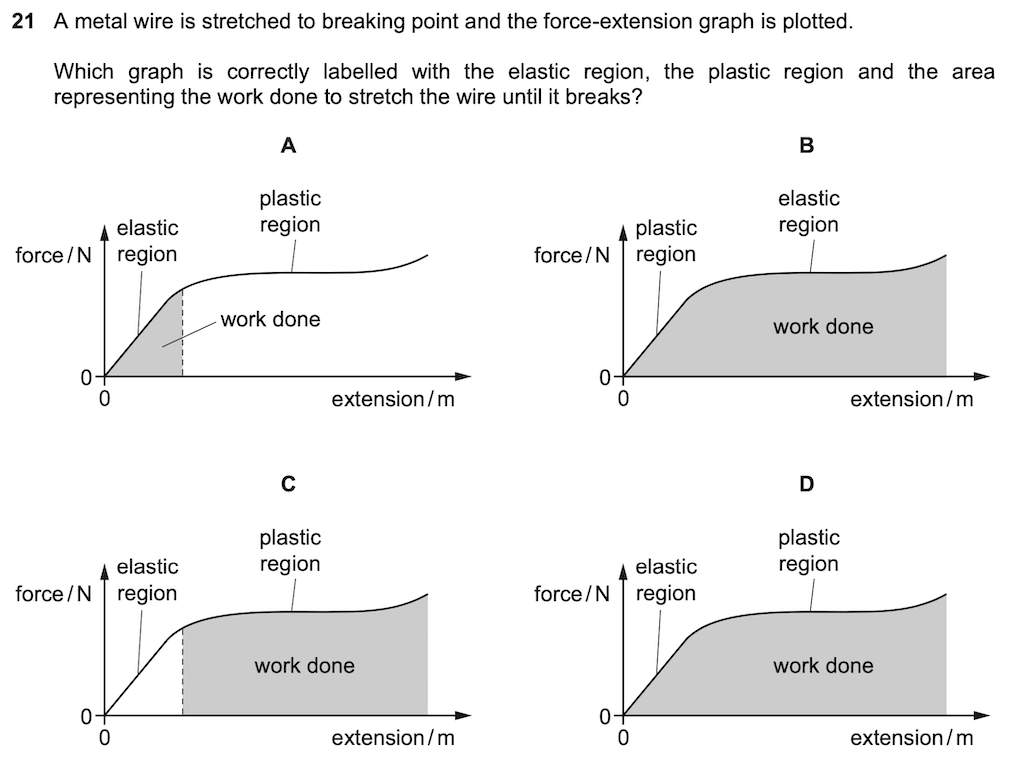 21 A metal wire is stretched to breaking point and the force-extension graph is plotted.
Which graph is correctly labelled with the elastic region, the plastic region and the area
representing the work done to stretch the wire until it breaks?
A
plastic
region
elastic
region
force / N
work done
0
0
extension / m
B
elastic
region
plastic
region
force / N
work done
0
0
extension / m
C
plastic
region
elastic
region
force / N
work done
0
0
extension / m
D
plastic
region
elastic
region
force / N
work done
0
0
extension / m